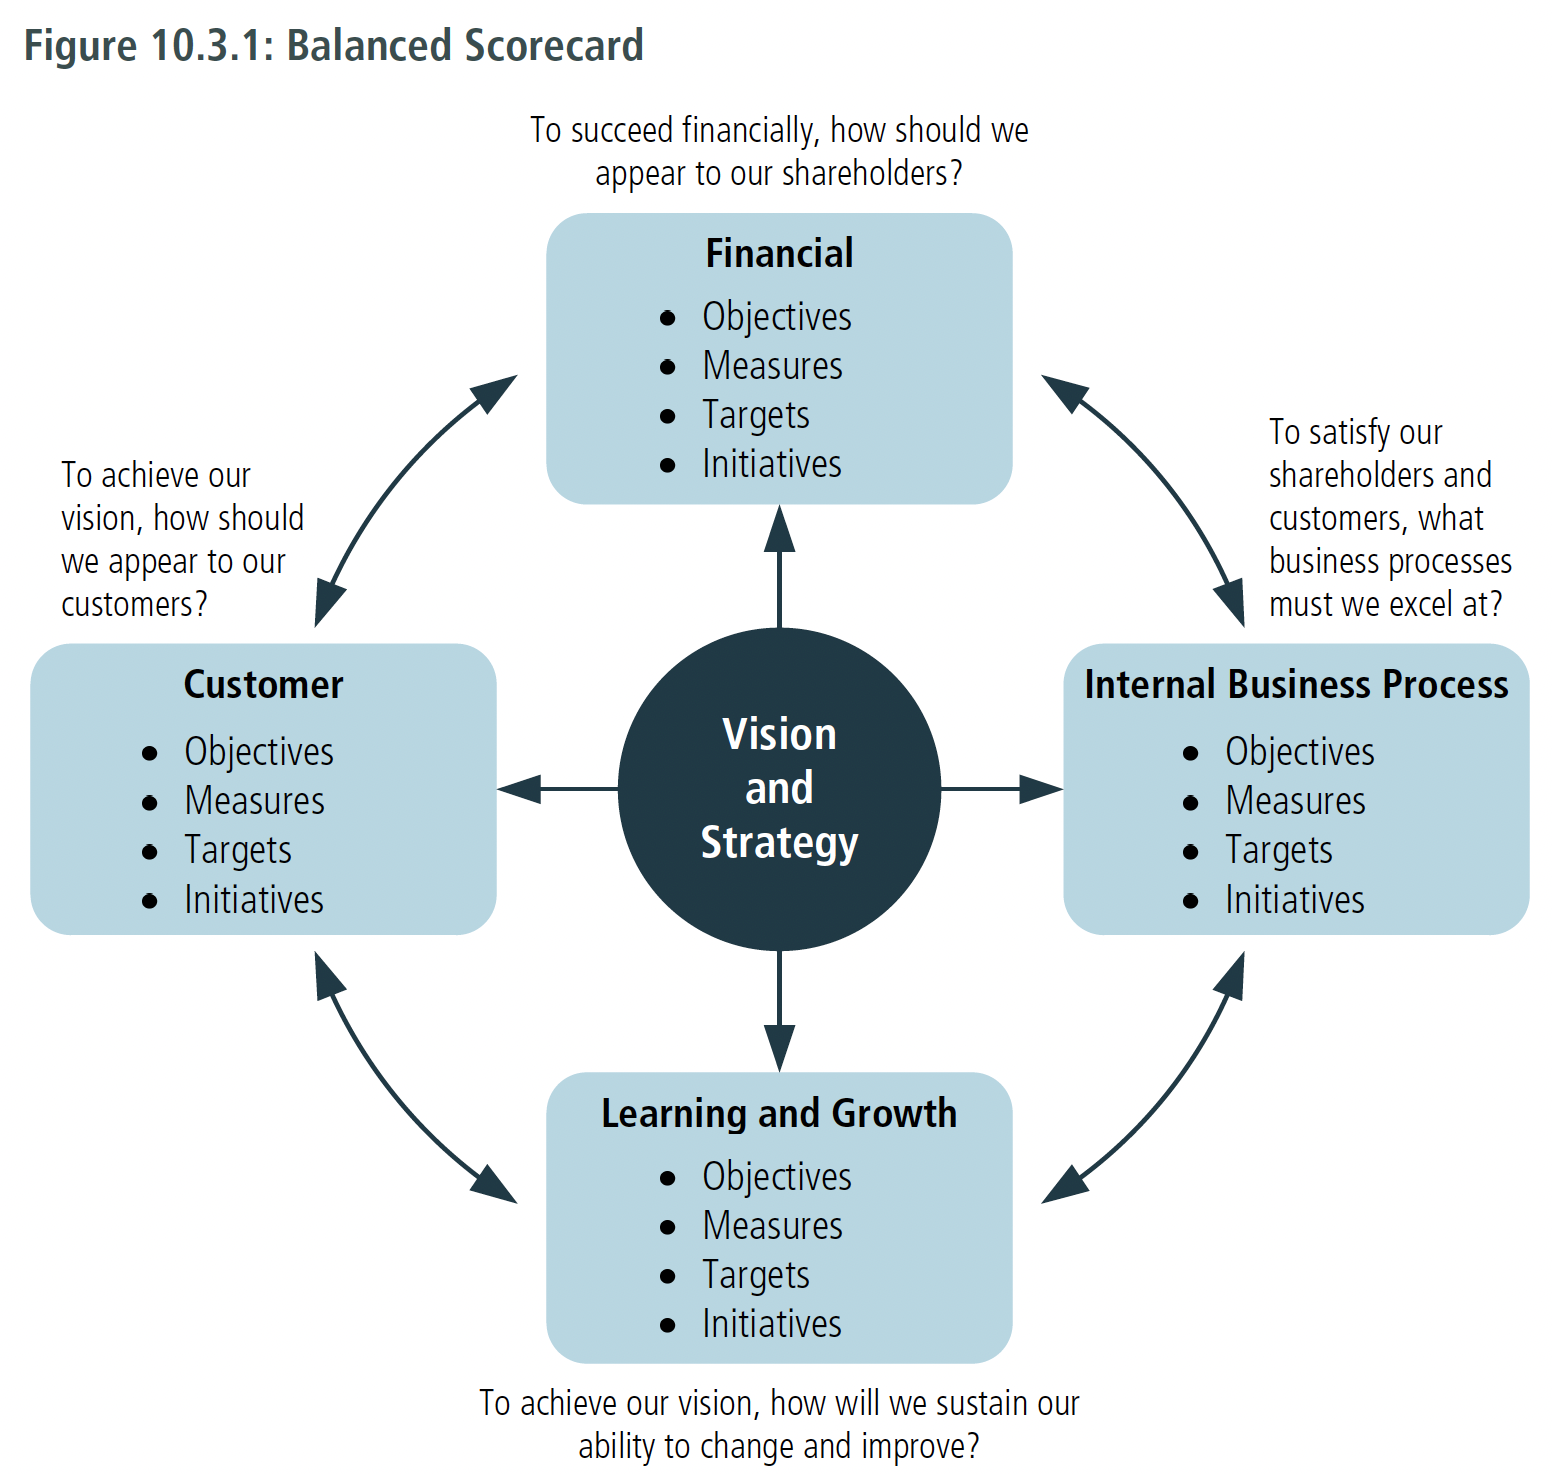 Figure 10.3.1: Balanced Scorecard
To succeed financially, how should we
appear to our shareholders?
Financial
• Objectives
• Measures
• Targets
• Initiatives
To achieve our
vision, how should
we appear to our
customers?
Customer
• Objectives
• Measures
• Targets
• Initiatives
Vision
and
Strategy
To satisfy our
shareholders and
customers, what
business processes
must we excel at?
Internal Business Process
• Objectives
• Measures
• Targets
• Initiatives
Learning and Growth
• Objectives
• Measures
• Targets
• Initiatives
To achieve our vision, how will we sustain our
ability to change and improve?